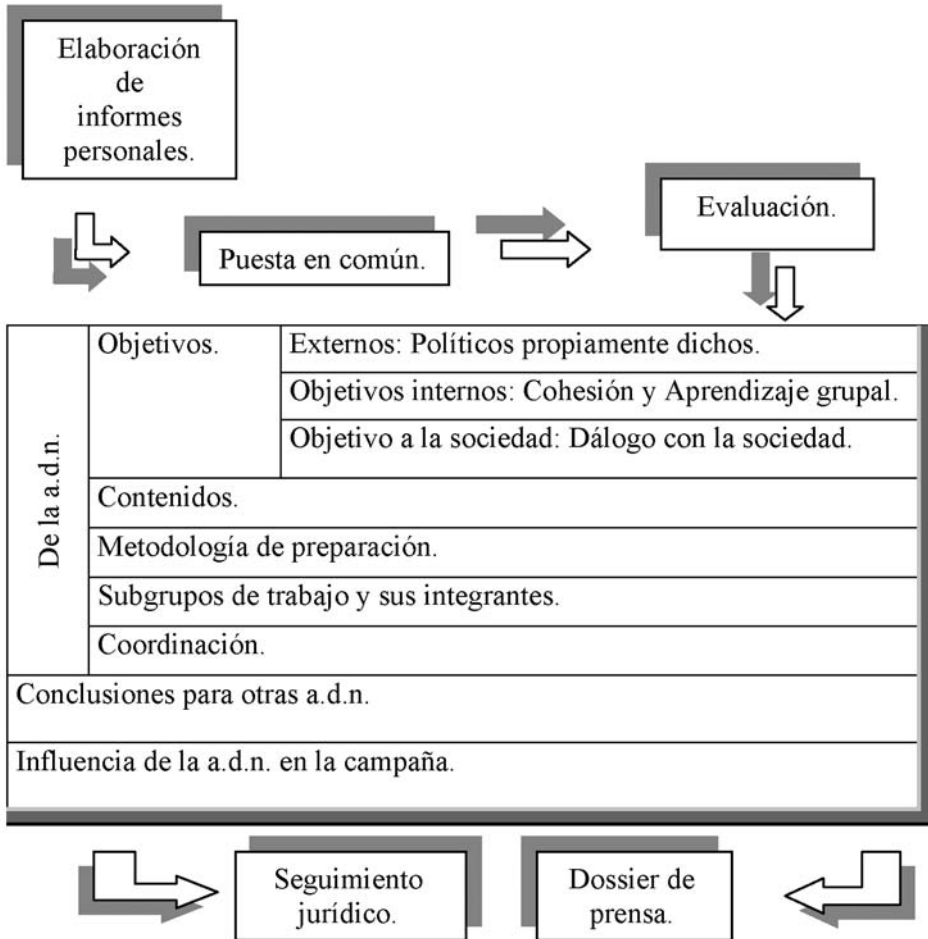 Elaboración
de
informes
personales.
Puesta en común.
Evaluación.
De la a.d.n.
Objetivos.
Externos: Políticos propiamente dichos.
Objetivos internos: Cohesión y Aprendizaje grupal.
Objetivo a la sociedad: Dálogo con la sociedad.
Contenidos.
Metodología de preparación.
Subgrupos de trabajo y sus integrantes.
Coordinación.
Conclusiones para otras a.d.n.
Influencia de la a.d.n. en la campaña.
Seguimiento
jurídico.
Dossier de
prensa.